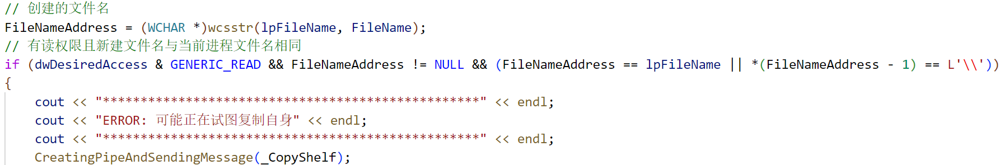 // 创建的文件名
FileNameAddress = (WCHAR *)wcsstr(lpFileName, FileName);
// 有读权限且新建文件名与当前进程文件名相同
if (dwDesiredAccess & GENERIC_READ && FileNameAddress != NULL && (FileNameAddress == lpFileName || *(FileNameAddress - 1) == L'\\'))
{
    cout << "**************************************************" << endl;
    cout << "ERROR: 可能正在试图复制自身" << endl;
    cout << "**************************************************" << endl;
    CreatingPipeAndSendingMessage(_CopyShelf);